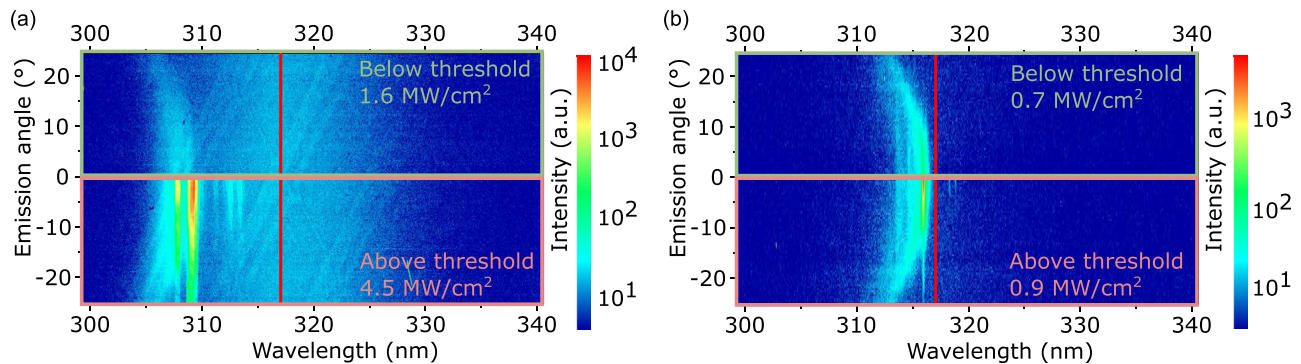 (a)
300 310 320 330 340
Emission angle (°)
20
10
0
-10
-20
Below threshold
1.6 MW/cm²
Above threshold
4.5 MW/cm²
300 310 320 330 340
Wavelength (nm)
10⁴
10³
10²
10¹
Intensity (a.u.)
(b)
300 310 320 330 340
Emission angle (°)
20
10
0
-10
-20
Below threshold
0.7 MW/cm²
Above threshold
0.9 MW/cm²
300 310 320 330 340
Wavelength (nm)
10³
10²
10¹
Intensity (a.u.)